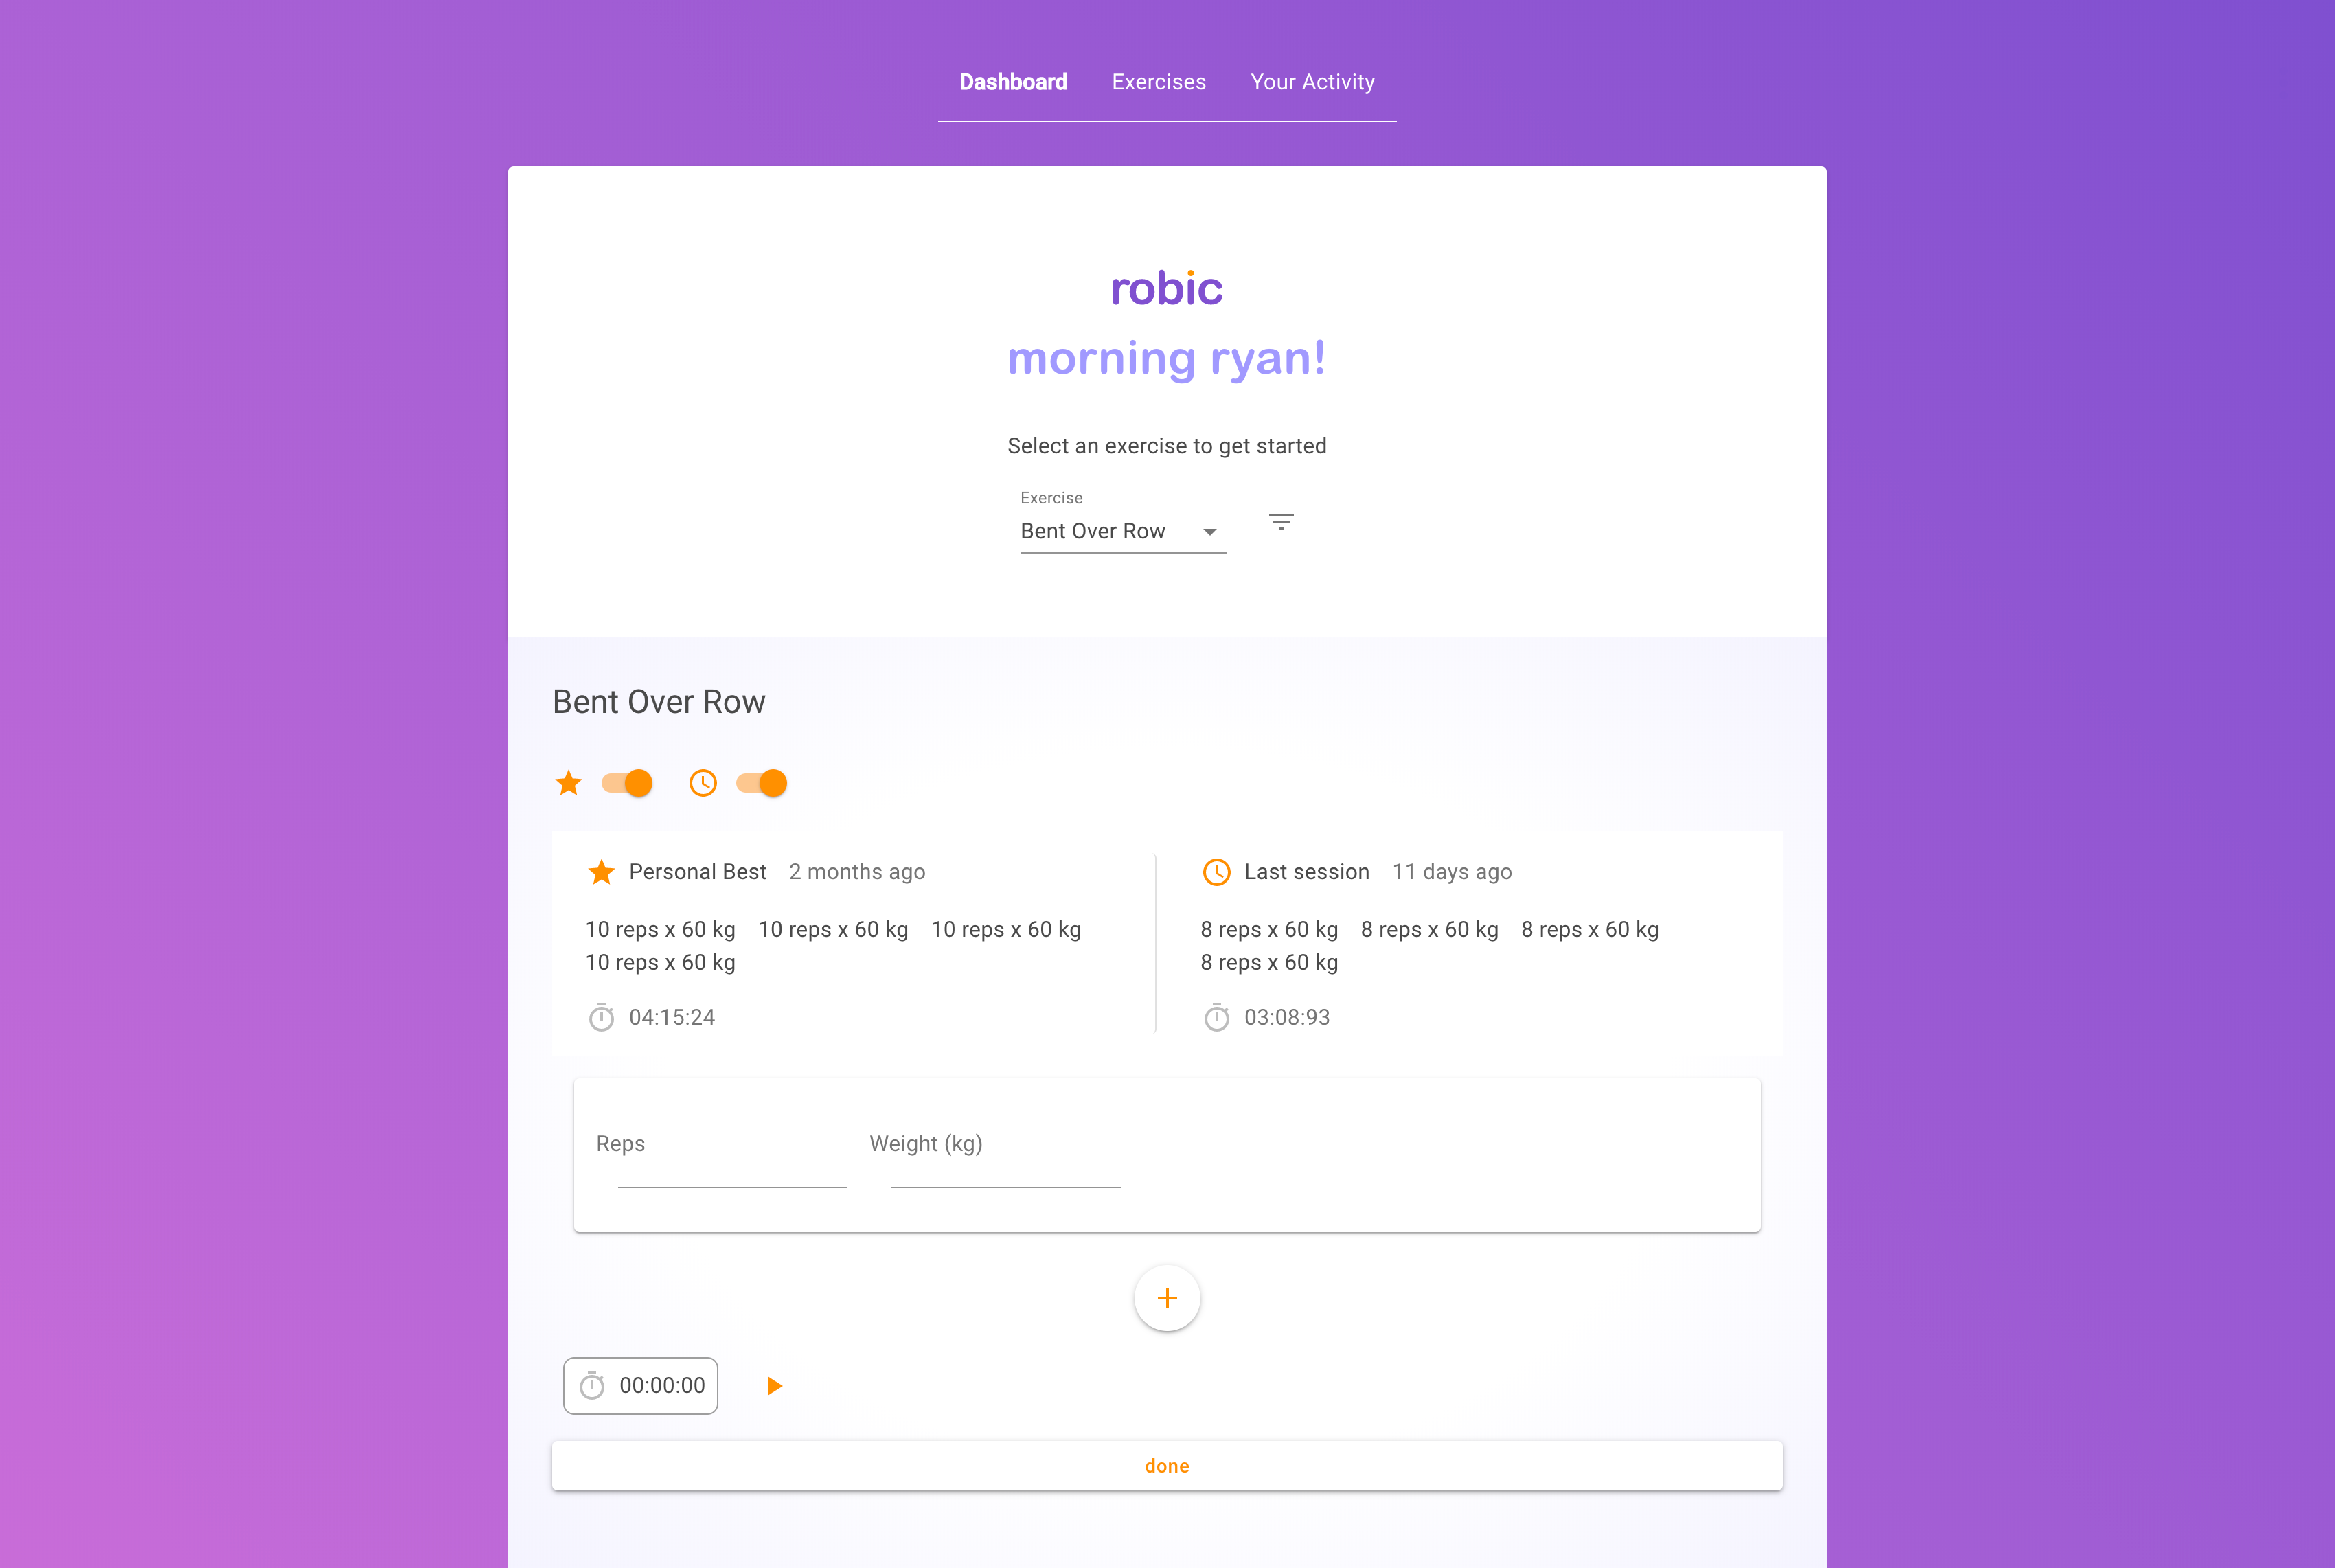 Dashboard Exercises Your Activity
robic
morning ryan!
Select an exercise to get started
Exercise
Bent Over Row
Bent Over Row
Personal Best 2 months ago
10 reps x 60 kg 10 reps x 60 kg 10 reps x 60 kg
10 reps x 60 kg
04:15:24
Last session 11 days ago
8 reps x 60 kg 8 reps x 60 kg 8 reps x 60 kg
8 reps x 60 kg
03:08:93
Reps Weight (kg)
+
00:00:00
done